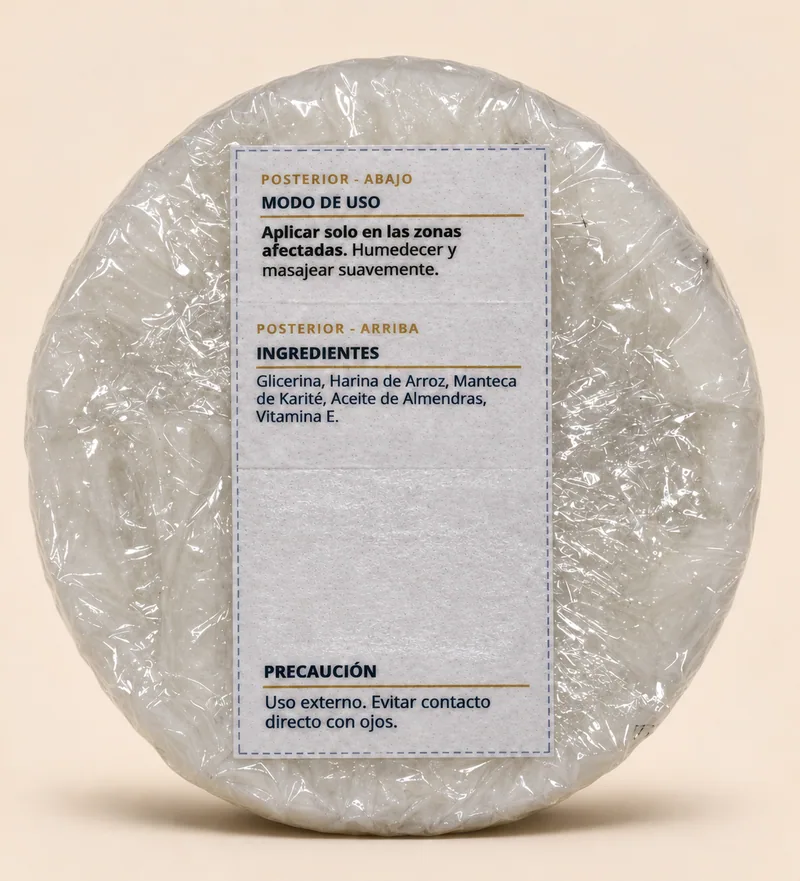 POSTERIOR - ABAJO
MODO DE USO
Aplicar solo en las zonas
afectadas. Humedecer y
masajear suavemente.
POSTERIOR - ARRIBA
INGREDIENTES
Glicerina, Harina de Arroz, Manteca
de Karité, Aceite de Almendras,
Vitamina E.
PRECAUCIÓN
Uso externo. Evitar contacto
directo con ojos.